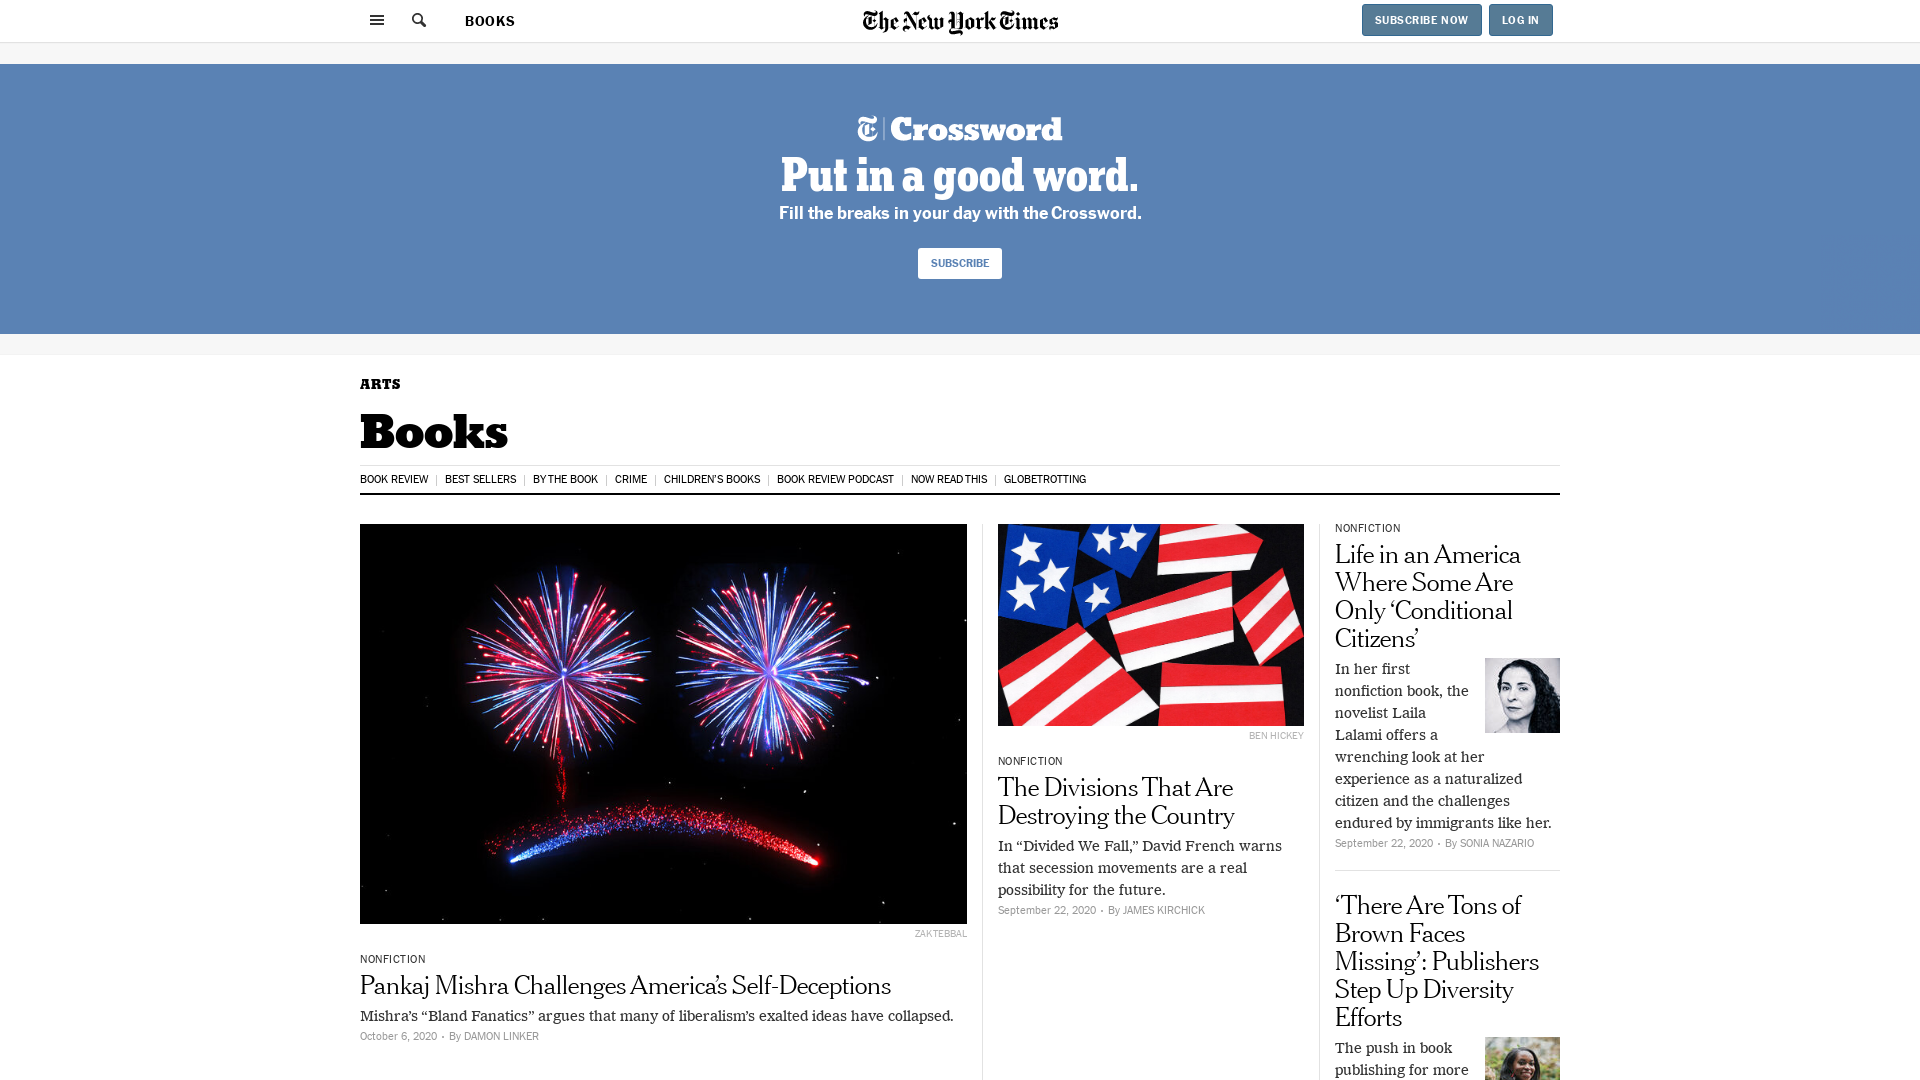 BOOKS
The New York Times
SUBSCRIBE NOW
LOG IN
T Crossword
Put in a good word.
Fill the breaks in your day with the Crossword.
SUBSCRIBE
ARTS
Books
BOOK REVIEW
BEST SELLERS
BY THE BOOK
CRIME
CHILDREN'S BOOKS
BOOK REVIEW PODCAST
NOW READ THIS
GLOBETROTTING
ZAKTEBBAL
NONFICTION
Pankaj Mishra Challenges America’s Self-Deceptions
Mishra’s “Bland Fanatics” argues that many of liberalism’s exalted ideas have collapsed.
October 6, 2020 • By DAMON LINKER
BEN HICKEY
NONFICTION
The Divisions That Are
Destroying the Country
In “Divided We Fall,” David French warns
that secession movements are a real
possibility for the future.
September 22, 2020 • By JAMES KIRCHICK
NONFICTION
Life in an America
Where Some Are
Only ‘Conditional
Citizens’
In her first
nonfiction book, the
novelist Laila
Lalami offers a
wrenching look at her
experience as a naturalized
citizen and the challenges
endured by immigrants like her.
September 22, 2020 • By SONIA NAZARIO
‘There Are Tons of
Brown Faces
Missing’: Publishers
Step Up Diversity
Efforts
The push in book
publishing for more